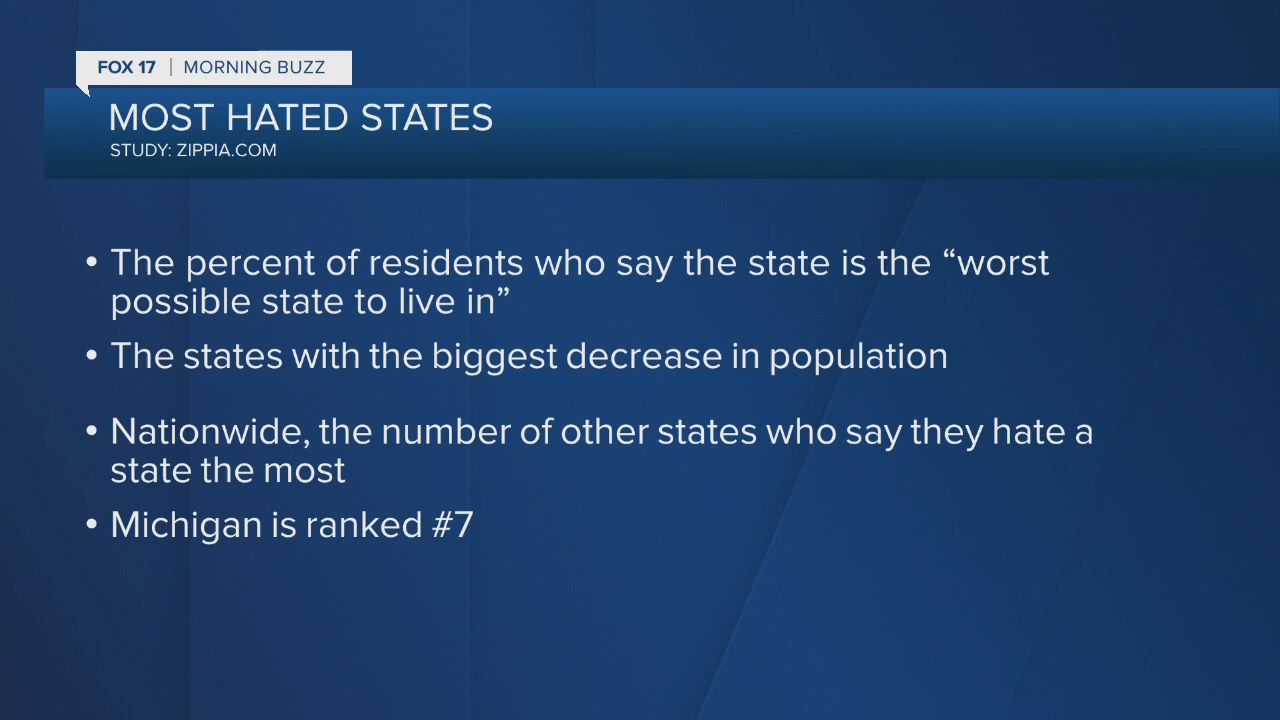 FOX 17 | MORNING BUZZ
MOST HATED STATES
STUDY: ZIPPIA.COM
• The percent of residents who say the state is the “worst
possible state to live in”
• The states with the biggest decrease in population
• Nationwide, the number of other states who say they hate a
state the most
• Michigan is ranked #7